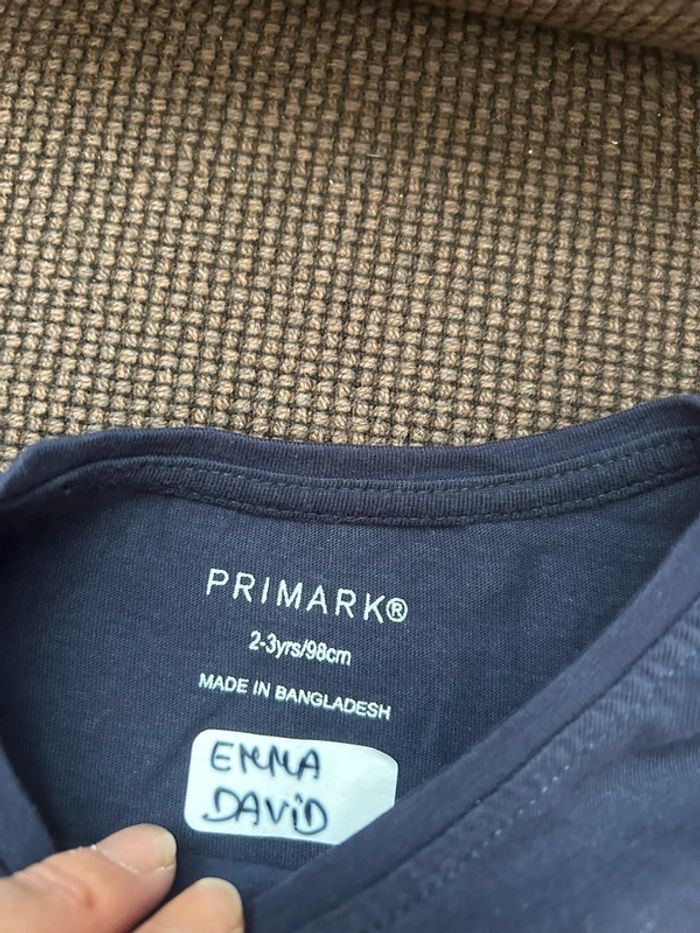 PRIMARK®
2-3yrs/98cm
MADE IN BANGLADESH
EMMA
DAViD